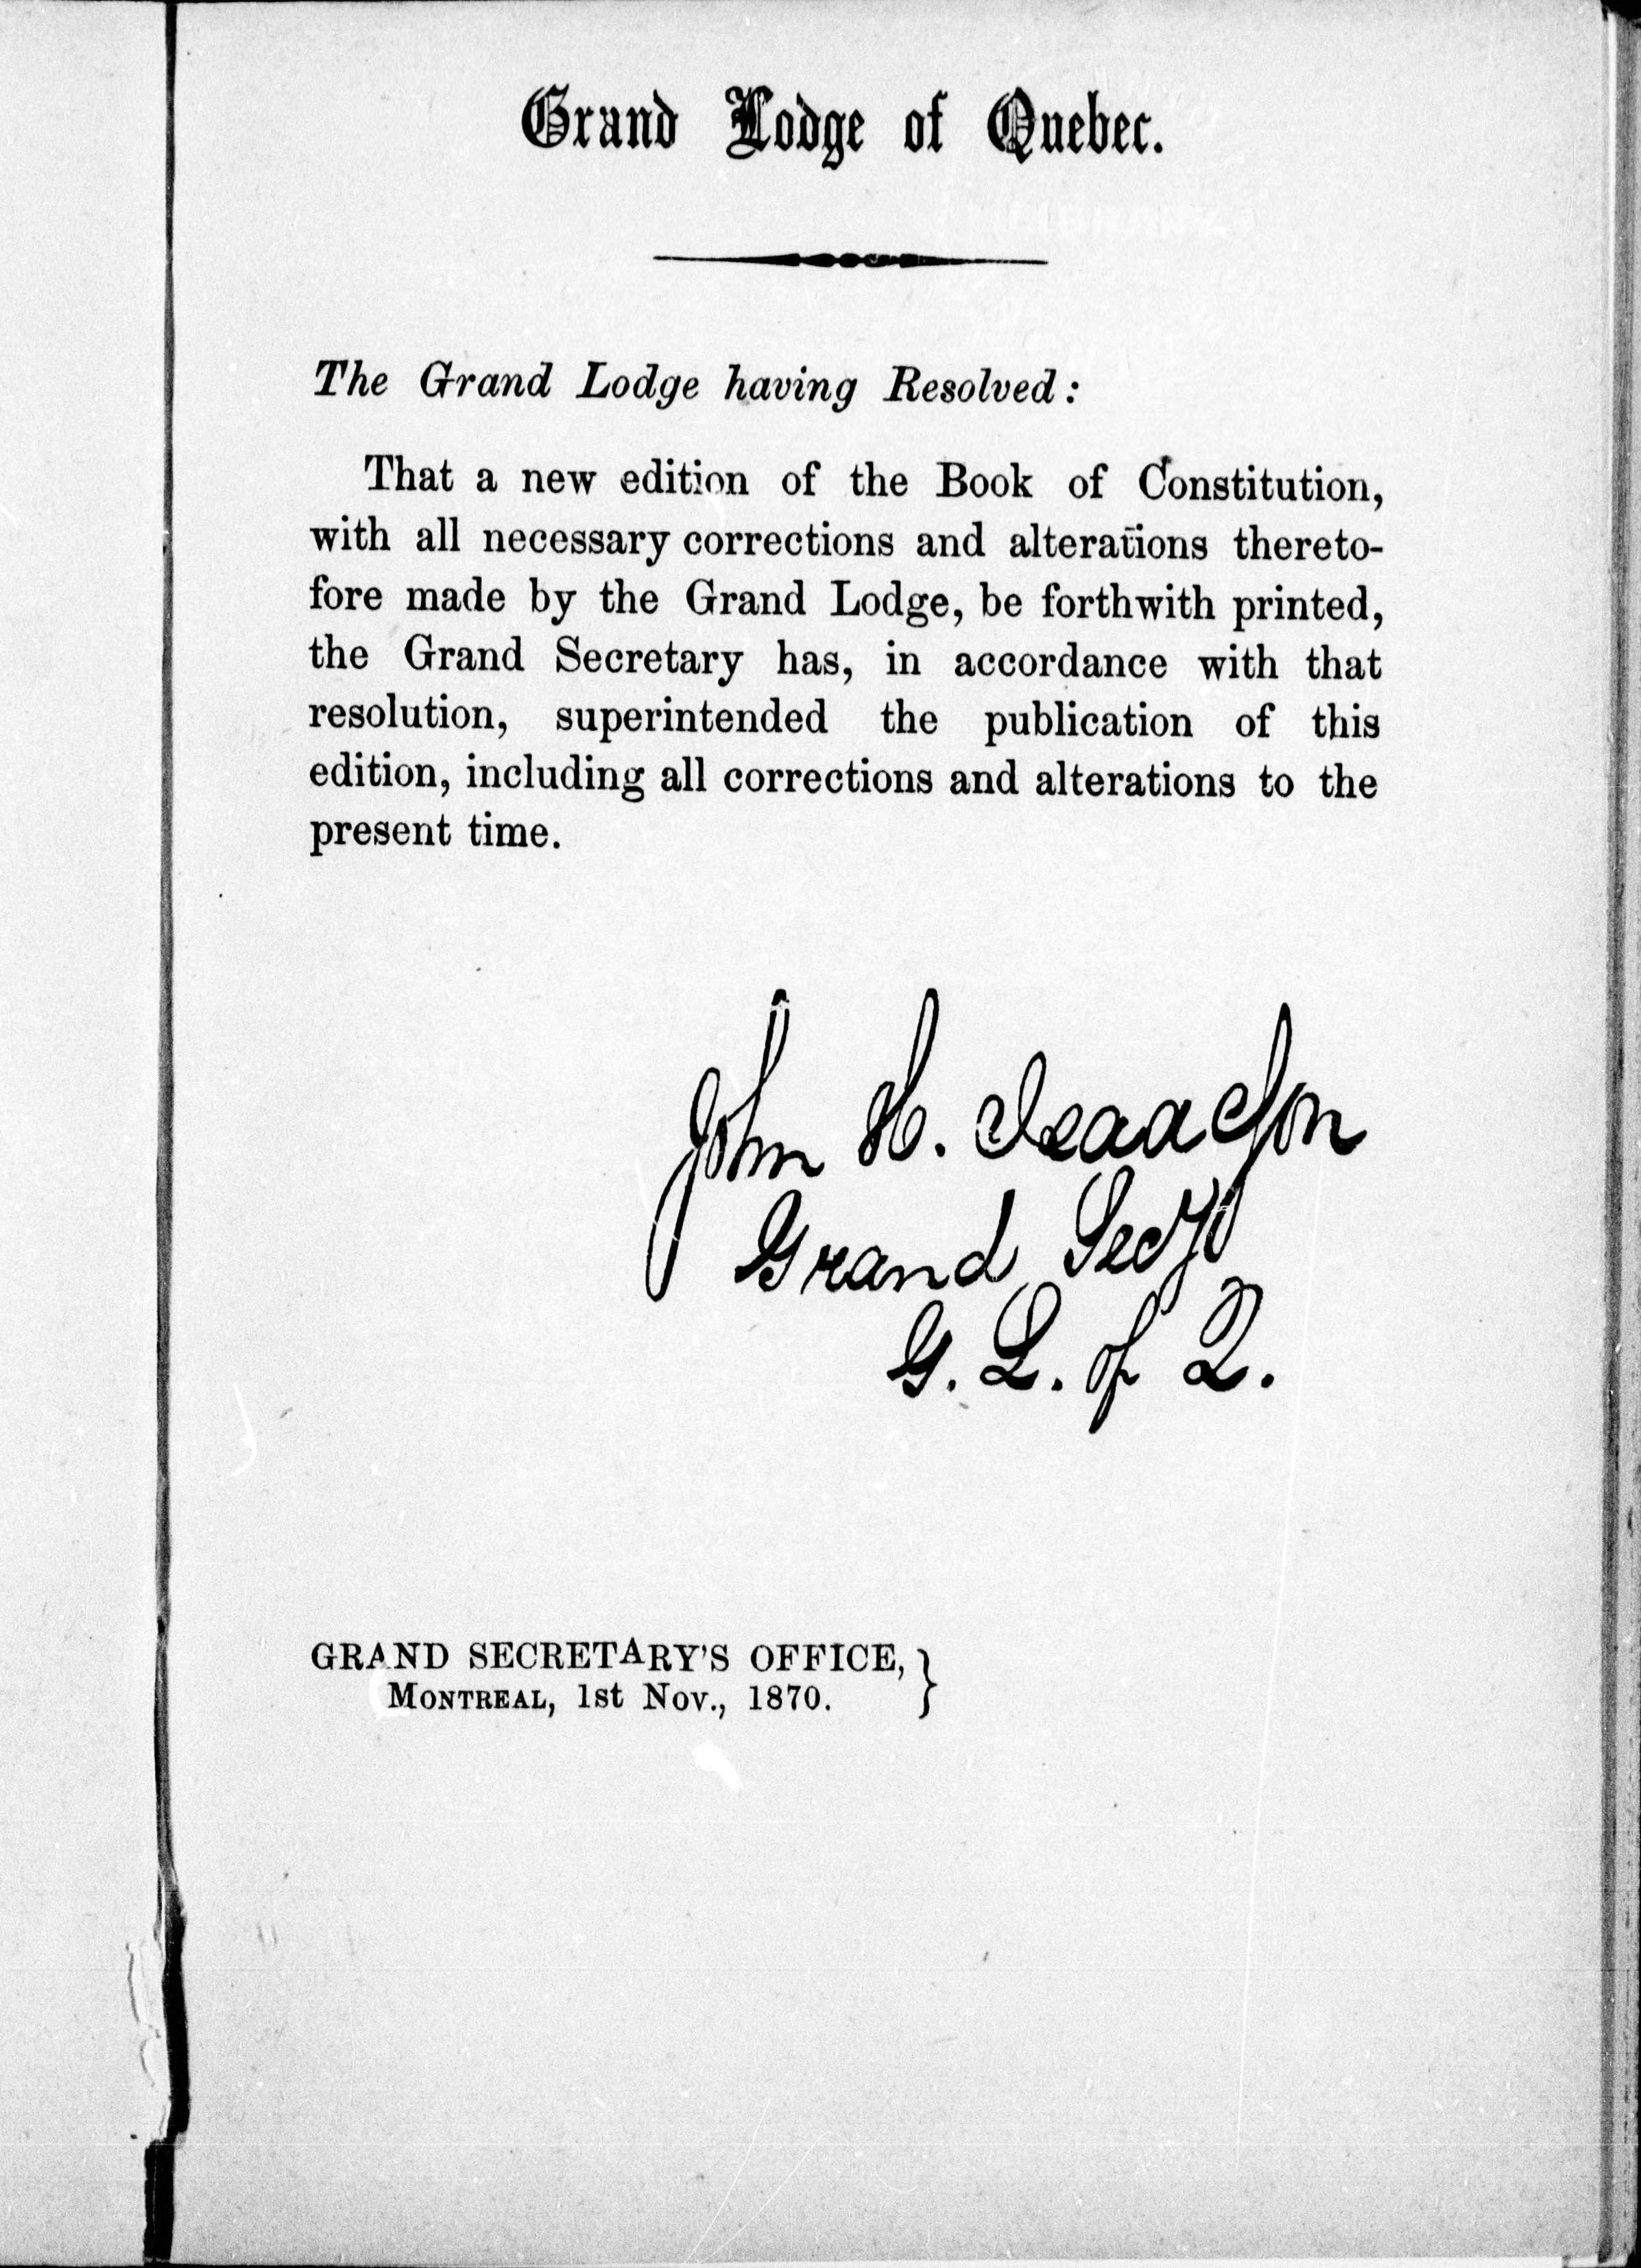 Grand Lodge of Quebec.
The Grand Lodge having Resolved:
That a new edition of the Book of Constitution,
with all necessary corrections and alterations thereto-
fore made by the Grand Lodge, be forthwith printed,
the Grand Secretary has, in accordance with that
resolution, superintended the publication of this
edition, including all corrections and alterations to the
present time.
John H. Isaacson
Grand Secy
G. L. of Q.
GRAND SECRETARY'S OFFICE,
MONTREAL, 1st Nov., 1870.